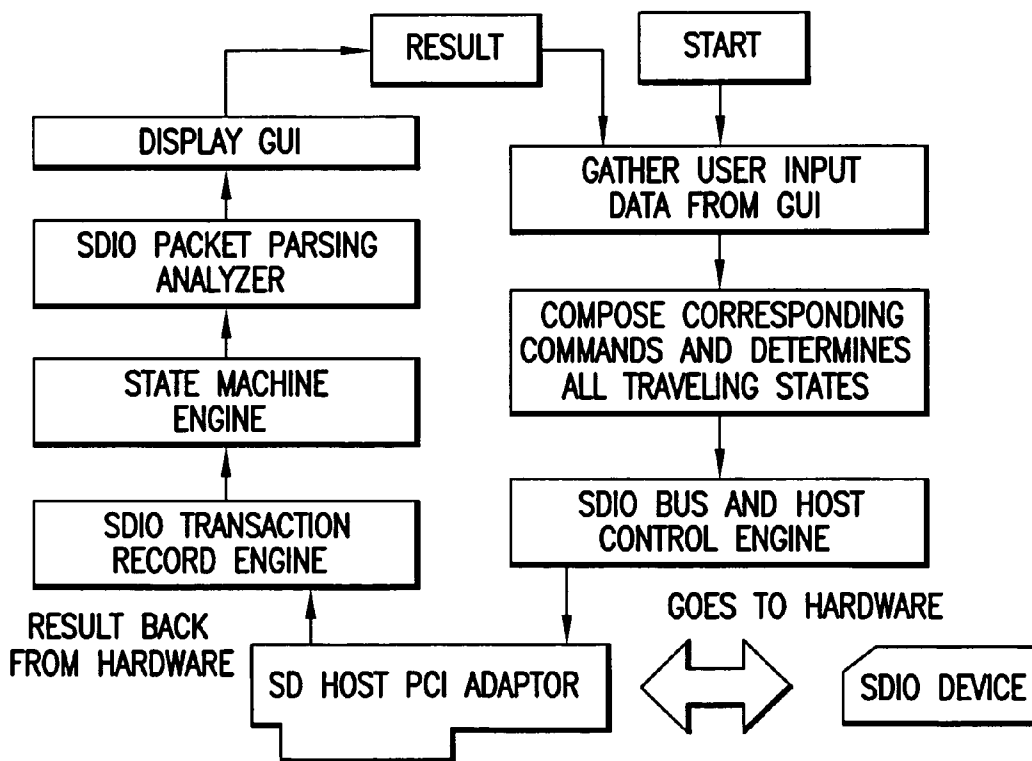 RESULT
START
DISPLAY GUI
GATHER USER INPUT
DATA FROM GUI
SDIO PACKET PARSING
ANALYZER
COMPOSE CORRESPONDING
COMMANDS AND DETERMINES
ALL TRAVELING STATES
STATE MACHINE
ENGINE
SDIO BUS AND HOST
CONTROL ENGINE
SDIO TRANSACTION
RECORD ENGINE
GOES TO HARDWARE
RESULT BACK
FROM HARDWARE
SD HOST PCI ADAPTOR
SDIO DEVICE